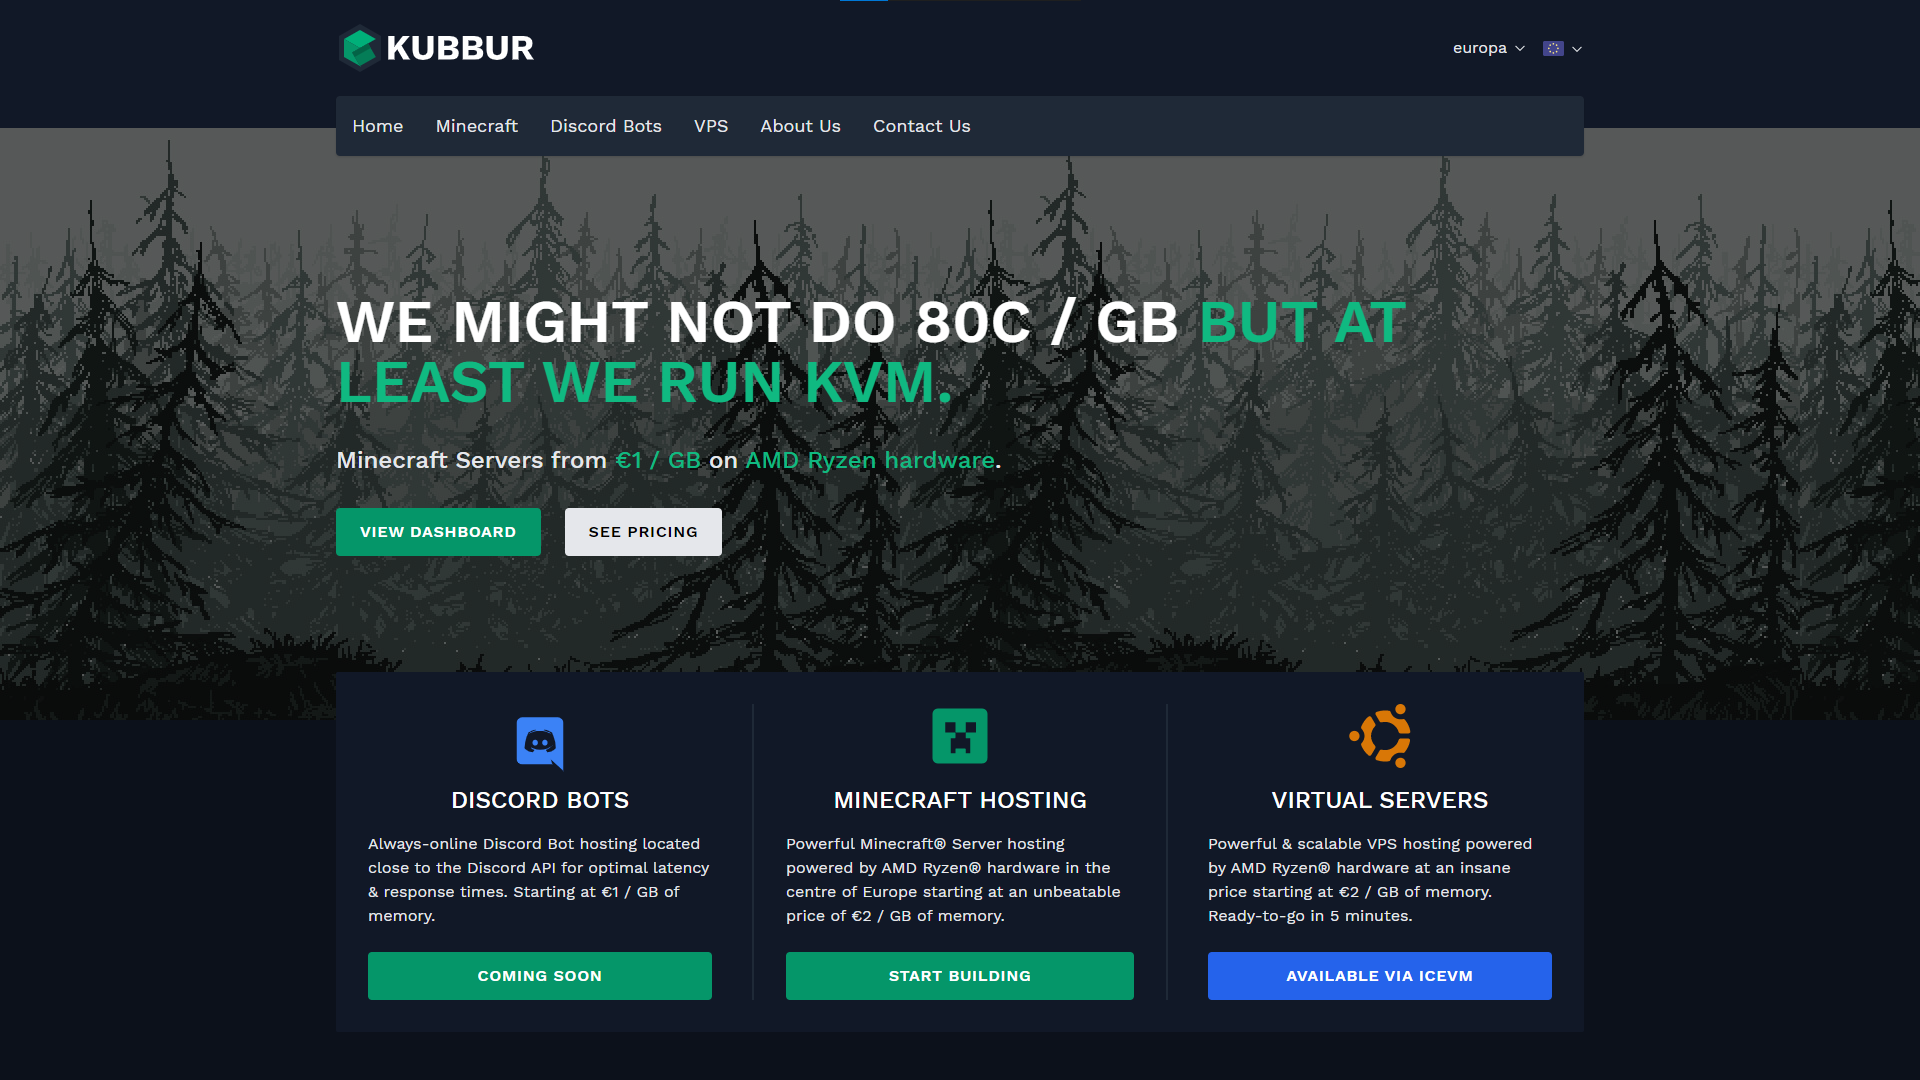 KUBBUR
europa
Home Minecraft Discord Bots VPS About Us Contact Us
WE MIGHT NOT DO 80C / GB BUT AT
LEAST WE RUN KVM.
Minecraft Servers from €1 / GB on AMD Ryzen hardware.
VIEW DASHBOARD SEE PRICING
DISCORD BOTS
Always-online Discord Bot hosting located
close to the Discord API for optimal latency
& response times. Starting at €1 / GB of
memory.
COMING SOON
MINECRAFT HOSTING
Powerful Minecraft® Server hosting
powered by AMD Ryzen® hardware in the
centre of Europe starting at an unbeatable
price of €2 / GB of memory.
START BUILDING
VIRTUAL SERVERS
Powerful & scalable VPS hosting powered
by AMD Ryzen® hardware at an insane
price starting at €2 / GB of memory.
Ready-to-go in 5 minutes.
AVAILABLE VIA ICEVM